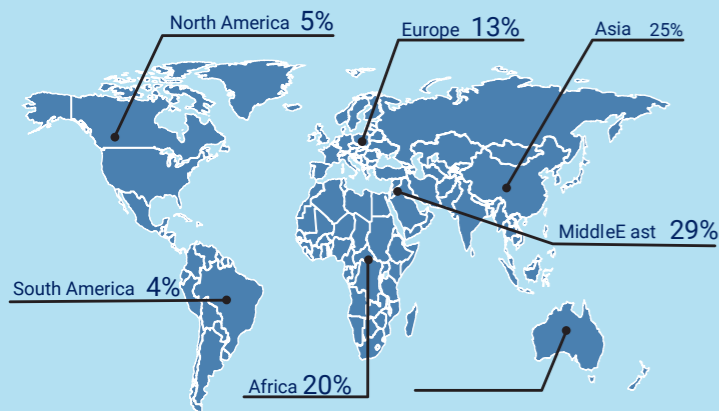 North America 5%
Europe 13%
Asia 25%
MiddleE ast 29%
South America 4%
Africa 20%